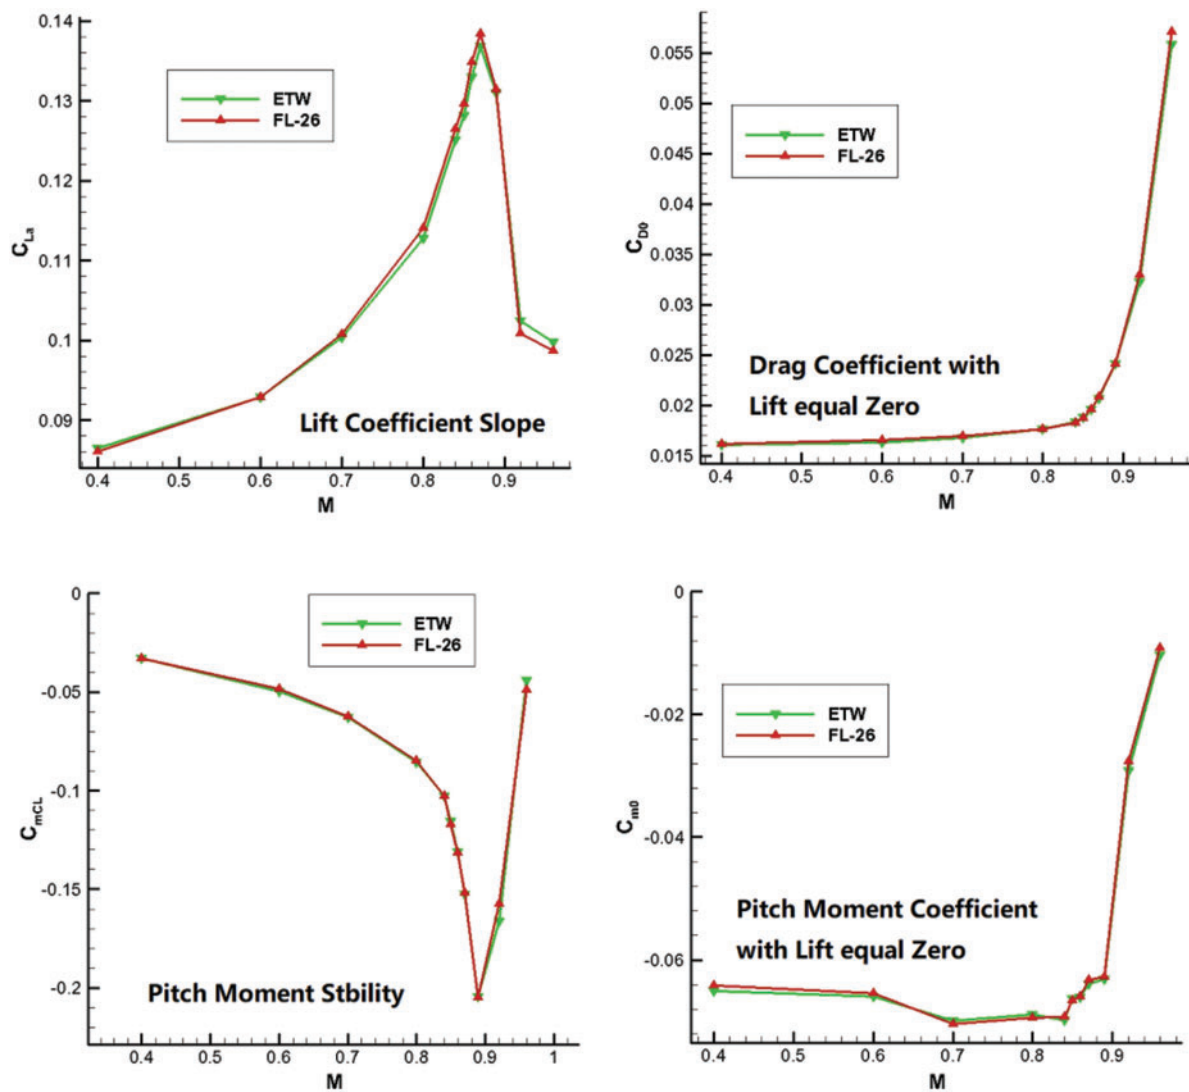 0.14
0.13
0.12
0.11
0.1
0.09
C_La
ETW
FL-26
Lift Coefficient Slope
0.4 0.5 0.6 0.7 0.8 0.9
M
0.055
0.05
0.045
0.04
0.035
0.03
0.025
0.02
0.015
C_D0
ETW
FL-26
Drag Coefficient with
Lift equal Zero
0.4 0.5 0.6 0.7 0.8 0.9
M
0
-0.05
-0.1
-0.15
-0.2
C_mCL
ETW
FL-26
Pitch Moment Stbility
0.4 0.5 0.6 0.7 0.8 0.9 1
M
0
-0.02
-0.04
-0.06
C_m0
ETW
FL-26
Pitch Moment Coefficient
with Lift equal Zero
0.4 0.5 0.6 0.7 0.8 0.9
M